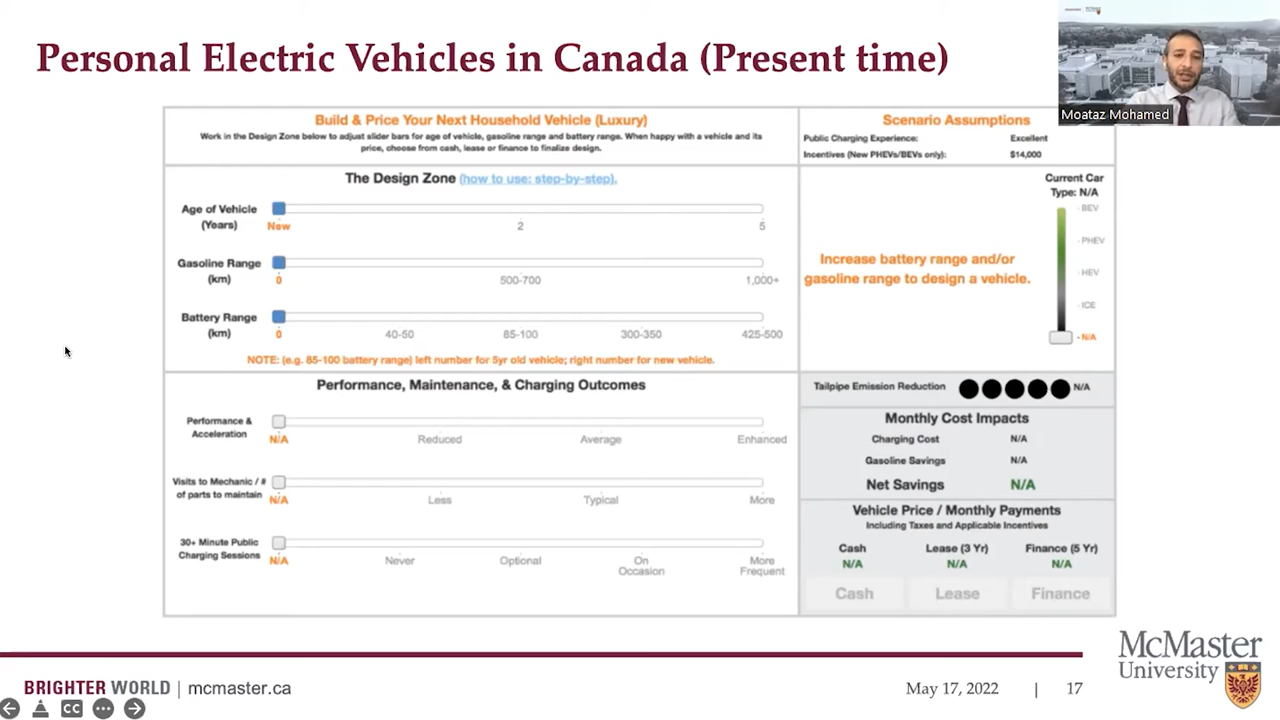 Personal Electric Vehicles in Canada (Present time)
Moataz Mohamed
Build & Price Your Next Household Vehicle (Luxury)
Work in the Design Zone below to adjust slider bars for age of vehicle, gasoline range and battery range. When happy with a vehicle and its
price, choose from cash, lease or finance to finalize design.
Scenario Assumptions
Public Charging Experience: Excellent
Incentives (New PHEVs/BEVs only): $14,000
The Design Zone (how to use: step-by-step).
Age of Vehicle
(Years)
New 2 5
Gasoline Range
(km)
0 500-700 1,000+
Battery Range
(km)
0 40-50 85-100 300-350 425-500
NOTE: (e.g. 85-100 battery range) left number for 5yr old vehicle; right number for new vehicle.
Current Car
Type: N/A
- BEV
- PHEV
- HEV
- ICE
- N/A
Increase battery range and/or
gasoline range to design a vehicle.
Performance, Maintenance, & Charging Outcomes
Performance &
Acceleration
N/A Reduced Average Enhanced
Visits to Mechanic / #
of parts to maintain
N/A Less Typical More
30+ Minute Public
Charging Sessions
N/A Never Optional On
Occasion More
Frequent
Tailpipe Emission Reduction N/A
Monthly Cost Impacts
Charging Cost N/A
Gasoline Savings N/A
Net Savings N/A
Vehicle Price / Monthly Payments
Including Taxes and Applicable Incentives
Cash Lease (3 Yr) Finance (5 Yr)
N/A N/A N/A
Cash Lease Finance
BRIGHTER WORLD | mcmaster.ca
May 17, 2022 | 17
McMaster
University
CC